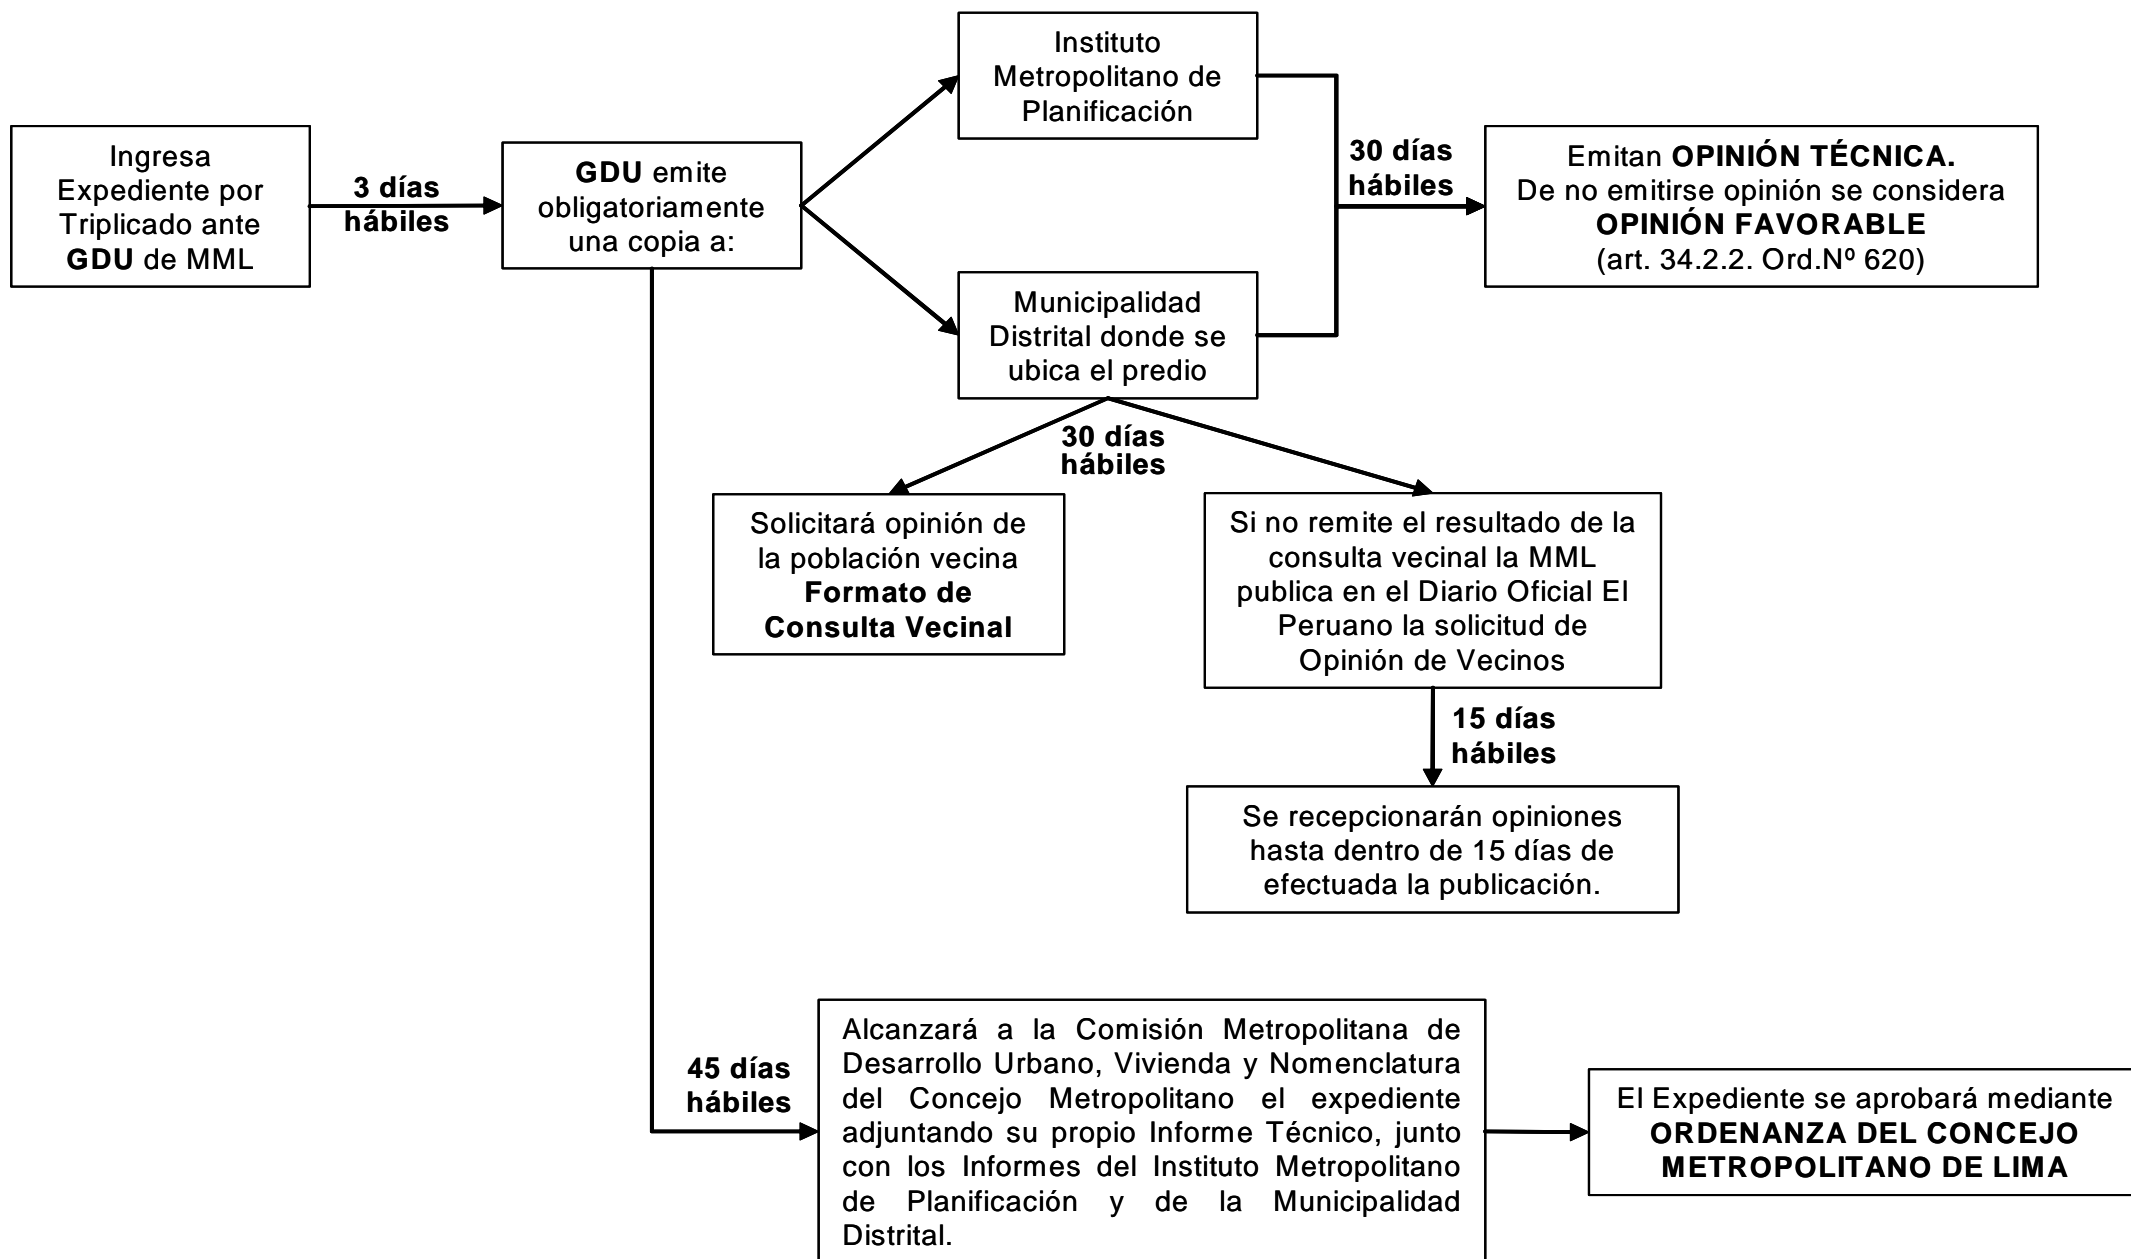 Ingresa
Expediente por
Triplicado ante
GDU de MML
3 días
hábiles
GDU emite
obligatoriamente
una copia a:
Instituto
Metropolitano de
Planificación
Municipalidad
Distrital donde se
ubica el predio
30 días
hábiles
Emitan OPINIÓN TÉCNICA.
De no emitirse opinión se considera
OPINIÓN FAVORABLE
(art. 34.2.2. Ord.Nº 620)
30 días
hábiles
Solicitará opinión de
la población vecina
Formato de
Consulta Vecinal
Si no remite el resultado de la
consulta vecinal la MML
publica en el Diario Oficial El
Peruano la solicitud de
Opinión de Vecinos
15 días
hábiles
Se recepcionarán opiniones
hasta dentro de 15 días de
efectuada la publicación.
45 días
hábiles
Alcanzará a la Comisión Metropolitana de
Desarrollo Urbano, Vivienda y Nomenclatura
del Concejo Metropolitano el expediente
adjuntando su propio Informe Técnico, junto
con los Informes del Instituto Metropolitano
de Planificación y de la Municipalidad
Distrital.
El Expediente se aprobará mediante
ORDENANZA DEL CONCEJO
METROPOLITANO DE LIMA